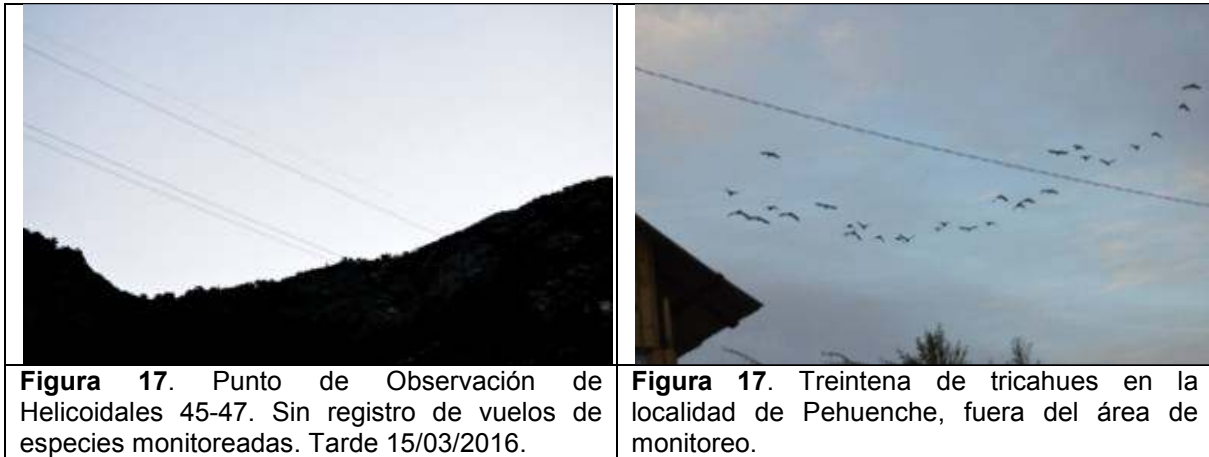 Figura 17. Punto de Observación de
Helicoidales 45-47. Sin registro de vuelos de
especies monitoreadas. Tarde 15/03/2016.
Figura 17. Treintena de tricahues en la
localidad de Pehuenche, fuera del área de
monitoreo.